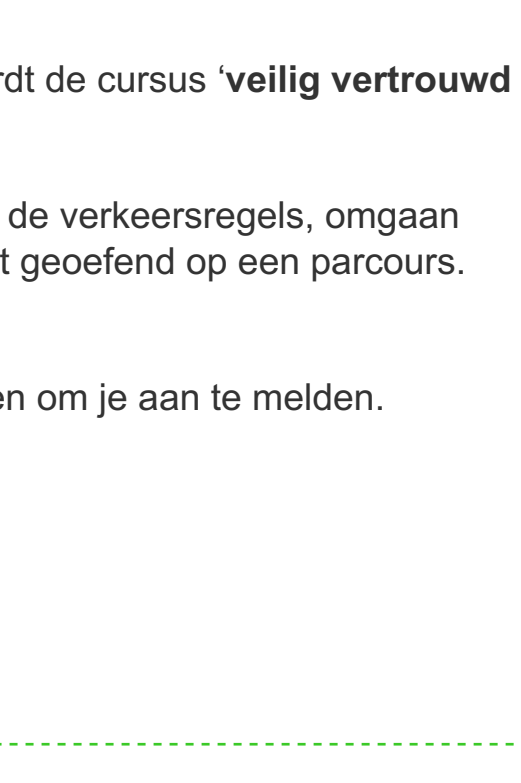 rdt de cursus ‘veilig vertrouwd
de verkeersregels, omgaan
t geoefend op een parcours.
en om je aan te melden.